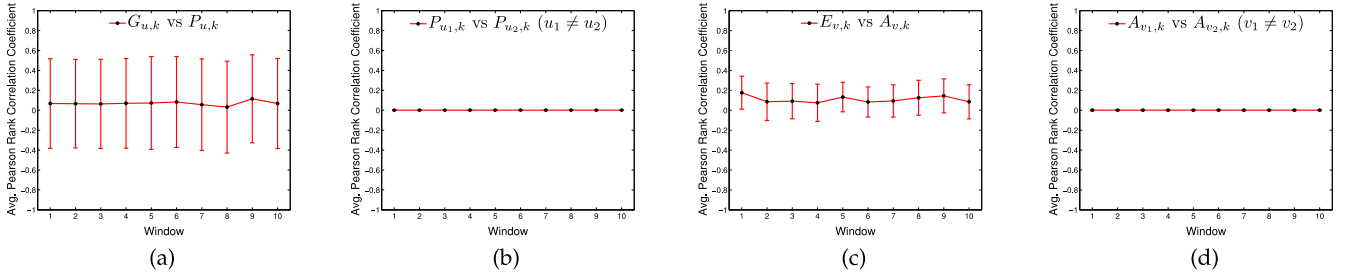 Avg. Pearson Rank Correlation Coefficient
1
0.8
0.6
0.4
0.2
0
−0.2
−0.4
−0.6
−0.8
−1
G_{u,k} vs P_{u,k}
1 2 3 4 5 6 7 8 9 10
Window
(a)
Avg. Pearson Rank Correlation Coefficient
1
0.8
0.6
0.4
0.2
0
−0.2
−0.4
−0.6
−0.8
−1
P_{u_1,k} vs P_{u_2,k} (u_1 ≠ u_2)
1 2 3 4 5 6 7 8 9 10
Window
(b)
Avg. Pearson Rank Correlation Coefficient
1
0.8
0.6
0.4
0.2
0
−0.2
−0.4
−0.6
−0.8
−1
E_{v,k} vs A_{v,k}
1 2 3 4 5 6 7 8 9 10
Window
(c)
Avg. Pearson Rank Correlation Coefficient
1
0.8
0.6
0.4
0.2
0
−0.2
−0.4
−0.6
−0.8
−1
A_{v_1,k} vs A_{v_2,k} (v_1 ≠ v_2)
1 2 3 4 5 6 7 8 9 10
Window
(d)